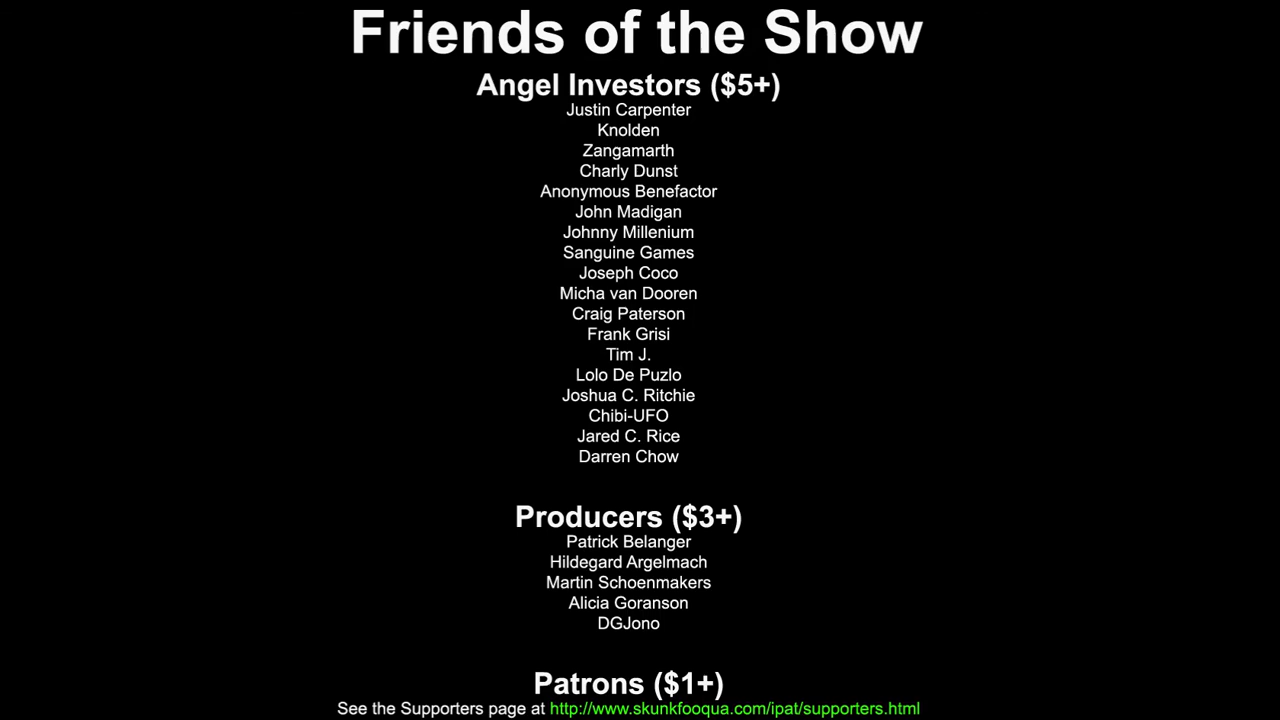 Friends of the Show
Angel Investors ($5+)
Justin Carpenter
Knolden
Zangamarth
Charly Dunst
Anonymous Benefactor
John Madigan
Johnny Millenium
Sanguine Games
Joseph Coco
Micha van Dooren
Craig Paterson
Frank Grisi
Tim J.
Lolo De Puzlo
Joshua C. Ritchie
Chibi-UFO
Jared C. Rice
Darren Chow
Producers ($3+)
Patrick Belanger
Hildegard Argelmach
Martin Schoenmakers
Alicia Goranson
DGJono
Patrons ($1+)
See the Supporters page at http://www.skunkfooqua.com/ipat/supporters.html